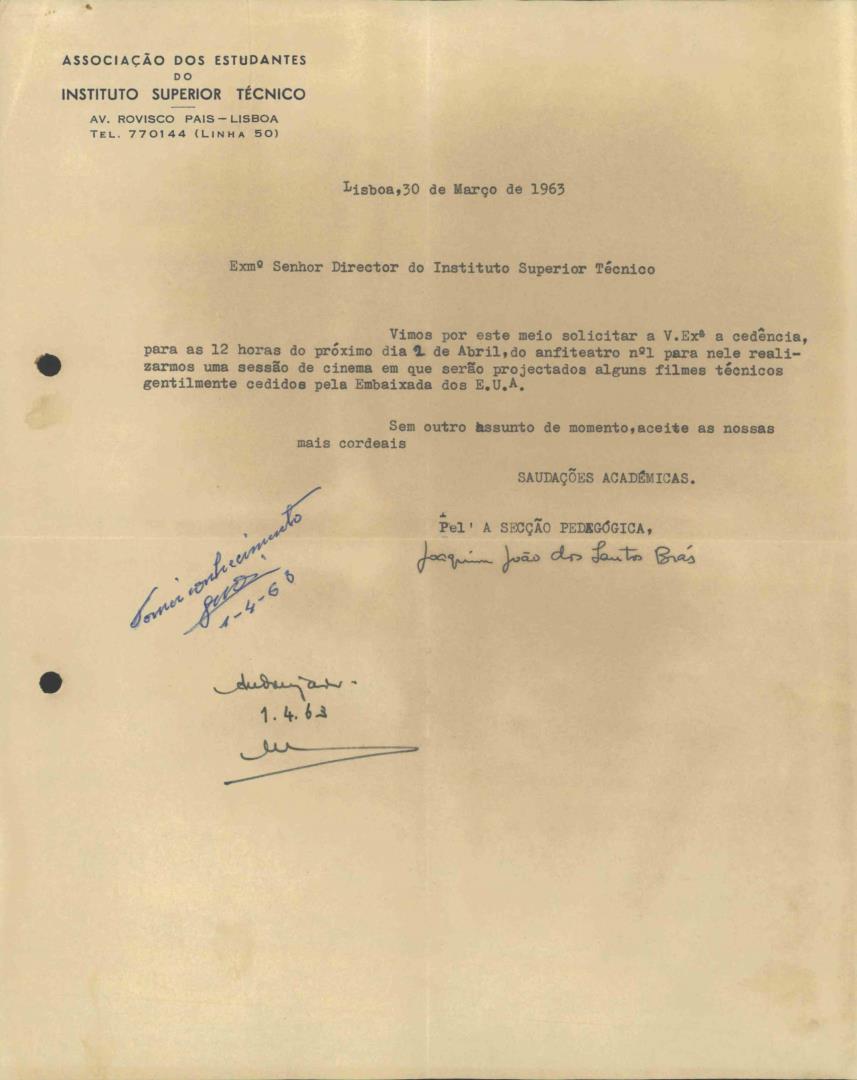 ASSOCIAÇÃO DOS ESTUDANTES
DO
INSTITUTO SUPERIOR TÉCNICO
AV. ROVISCO PAIS — LISBOA
TEL. 770144 (LINHA 50)
Lisboa,30 de Março de 1963
Exmº Senhor Director do Instituto Superior Técnico
Vimos por este meio solicitar a V.Exª a cedência,
para as 12 horas do próximo dia 2 de Abril,do anfiteatro nº1 para nele reali-
zarmos uma sessão de cinema em que serão projectados alguns filmes técnicos
gentilmente cedidos pela Embaixada dos E.U.A.
Sem outro assunto de momento,aceite as nossas
mais cordeais
SAUDAÇÕES ACADÉMICAS.
Pel' A SECÇÃO PEDEGÓGICA,
Joaquim João dos Santos Brás
Tomei conhecimento
1-4-63
1.4.63